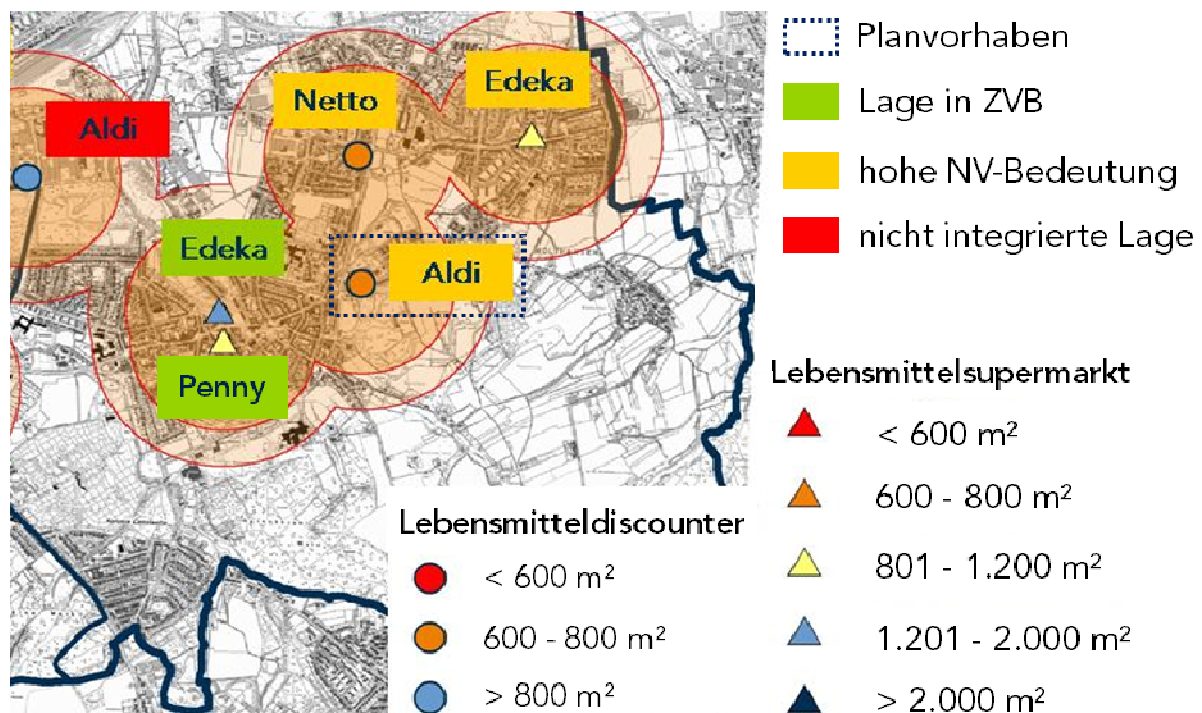 Aldi
Netto
Edeka
Edeka
Aldi
Penny
Planvorhaben
Lage in ZVB
hohe NV-Bedeutung
nicht integrierte Lage
Lebensmitteldiscounter
< 600 m²
600 - 800 m²
> 800 m²
Lebensmittelsupermarkt
< 600 m²
600 - 800 m²
801 - 1.200 m²
1.201 - 2.000 m²
> 2.000 m²